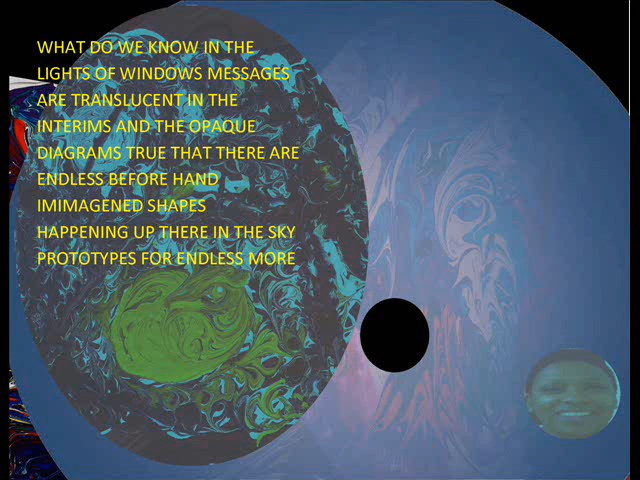 WHAT DO WE KNOW IN THE
LIGHTS OF WINDOWS MESSAGES
ARE TRANSLUCENT IN THE
INTERIMS AND THE OPAQUE
DIAGRAMS TRUE THAT THERE ARE
ENDLESS BEFORE HAND
IMIMAGENED SHAPES
HAPPENING UP THERE IN THE SKY
PROTOTYPES FOR ENDLESS MORE